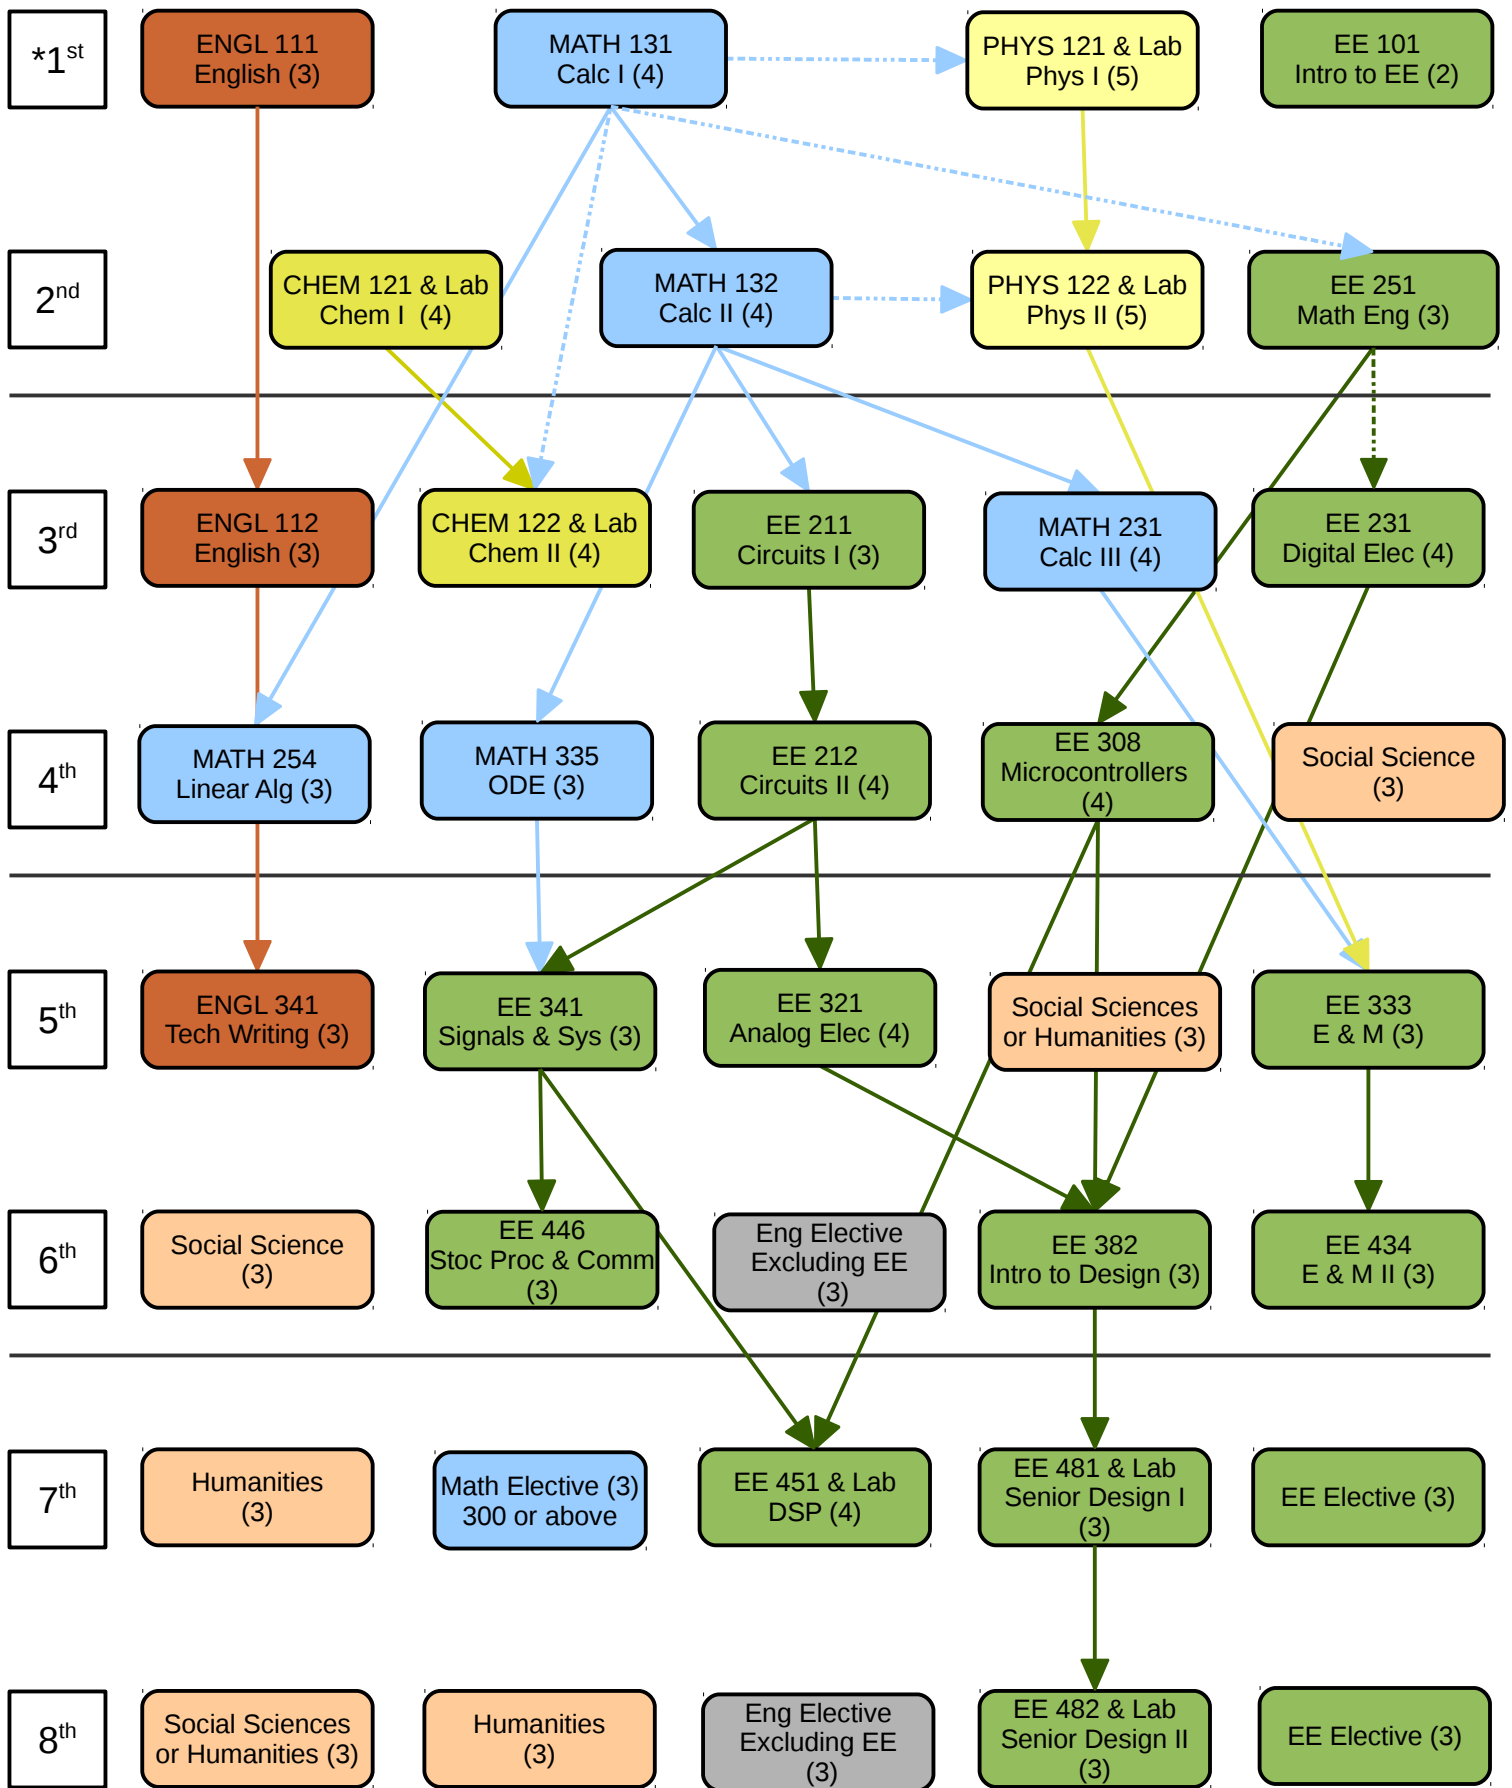 *1st
ENGL 111
English (3)
MATH 131
Calc I (4)
PHYS 121 & Lab
Phys I (5)
EE 101
Intro to EE (2)
2nd
CHEM 121 & Lab
Chem I (4)
MATH 132
Calc II (4)
PHYS 122 & Lab
Phys II (5)
EE 251
Math Eng (3)
3rd
ENGL 112
English (3)
CHEM 122 & Lab
Chem II (4)
EE 211
Circuits I (3)
MATH 231
Calc III (4)
EE 231
Digital Elec (4)
4th
MATH 254
Linear Alg (3)
MATH 335
ODE (3)
EE 212
Circuits II (4)
EE 308
Microcontrollers
(4)
Social Science
(3)
5th
ENGL 341
Tech Writing (3)
EE 341
Signals & Sys (3)
EE 321
Analog Elec (4)
Social Sciences
or Humanities (3)
EE 333
E & M (3)
6th
Social Science
(3)
EE 446
Stoc Proc & Comm
(3)
Eng Elective
Excluding EE
(3)
EE 382
Intro to Design (3)
EE 434
E & M II (3)
7th
Humanities
(3)
Math Elective (3)
300 or above
EE 451 & Lab
DSP (4)
EE 481 & Lab
Senior Design I
(3)
EE Elective (3)
8th
Social Sciences
or Humanities (3)
Humanities
(3)
Eng Elective
Excluding EE
(3)
EE 482 & Lab
Senior Design II
(3)
EE Elective (3)